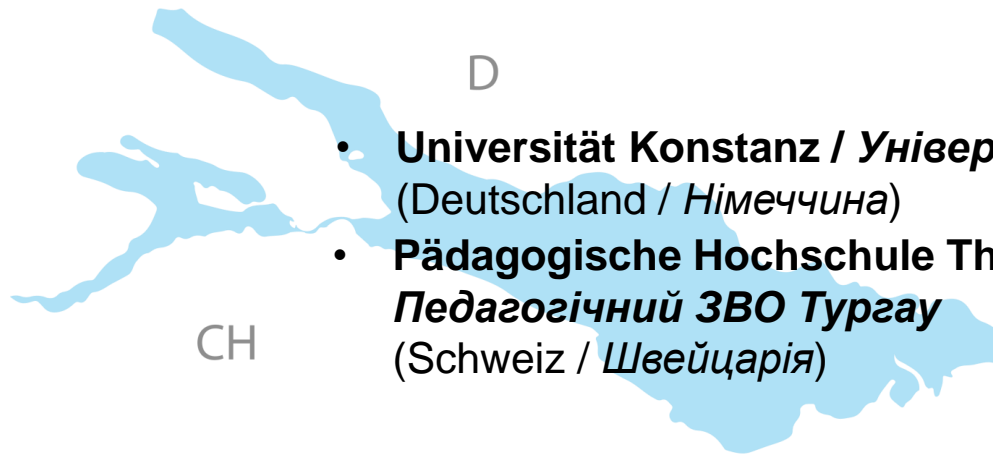 D
• Universität Konstanz / Універ
(Deutschland / Німеччина)
• Pädagogische Hochschule Th
Педагогічний ЗВО Тургау
(Schweiz / Швейцарія)
CH